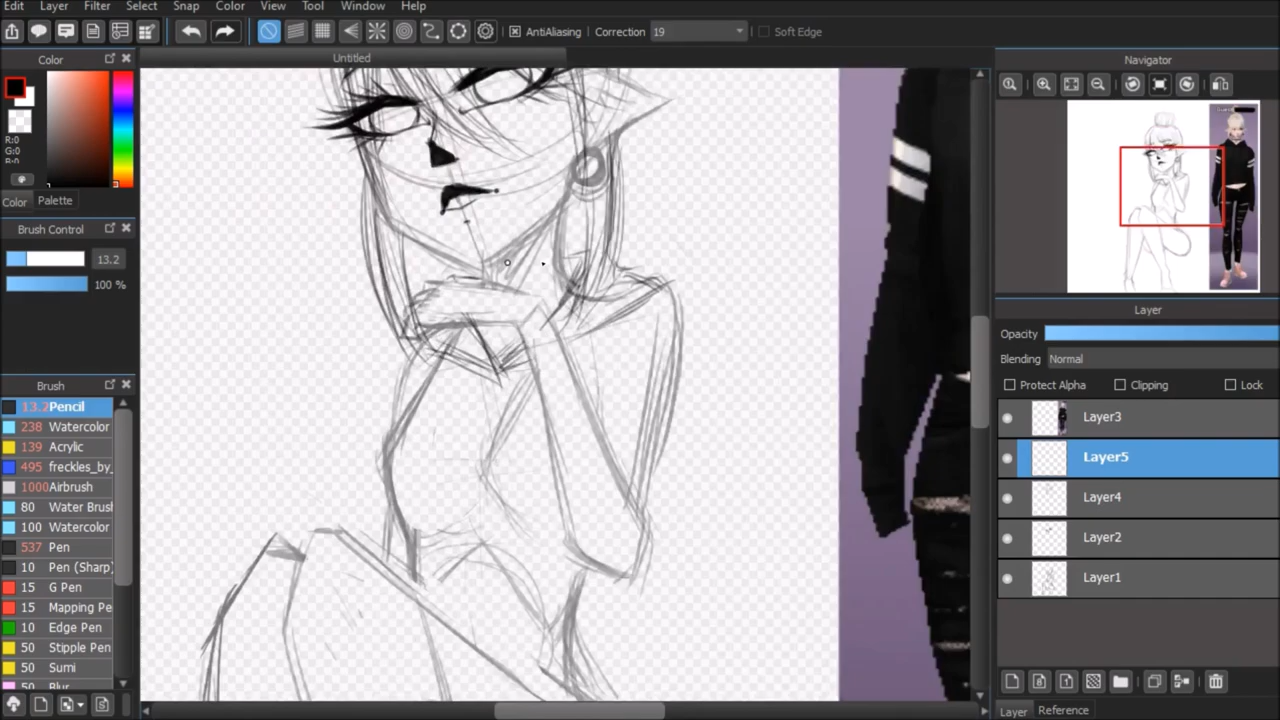 Edit Layer Filter Select Snap Color View Tool Window Help
AntiAliasing Correction 19 Soft Edge
Color
Untitled
Navigator
R:0
G:0
B:0
Color Palette
Brush Control
13.2
100 %
Layer
Opacity
Blending Normal
Protect Alpha Clipping Lock
Brush
13.2 Pencil
238 Watercolor
139 Acrylic
495 freckles_by_
1000 Airbrush
80 Water Brush
100 Watercolor
537 Pen
10 Pen (Sharp)
15 G Pen
15 Mapping Pe
10 Edge Pen
50 Stipple Pen
50 Sumi
50 Blur
Layer3
Layer5
Layer4
Layer2
Layer1
Layer Reference